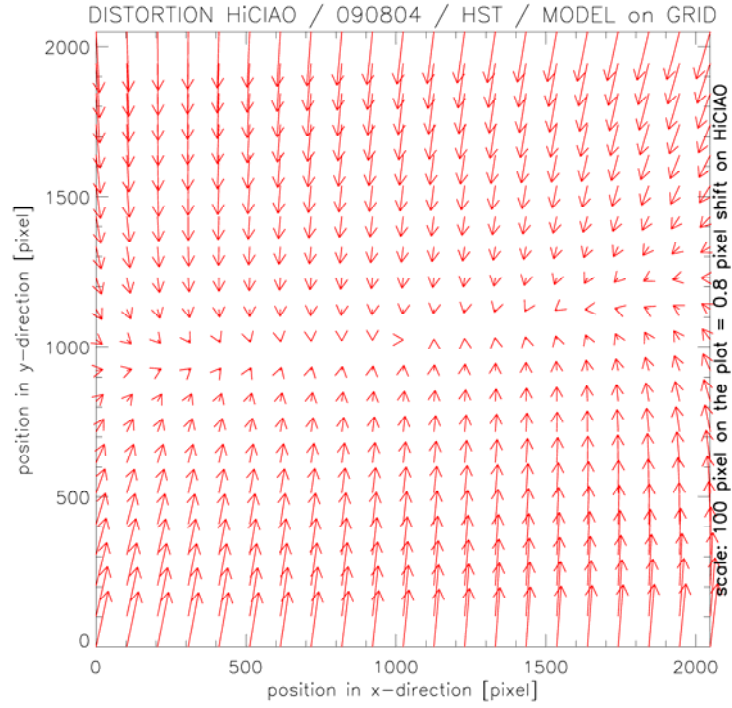 DISTORTION HiCIAO / 090804 / HST / MODEL on GRID
2000
1500
1000
500
0
position in y-direction [pixel]
0 500 1000 1500 2000
position in x-direction [pixel]
scale: 100 pixel on the plot = 0.8 pixel shift on HiCIAO